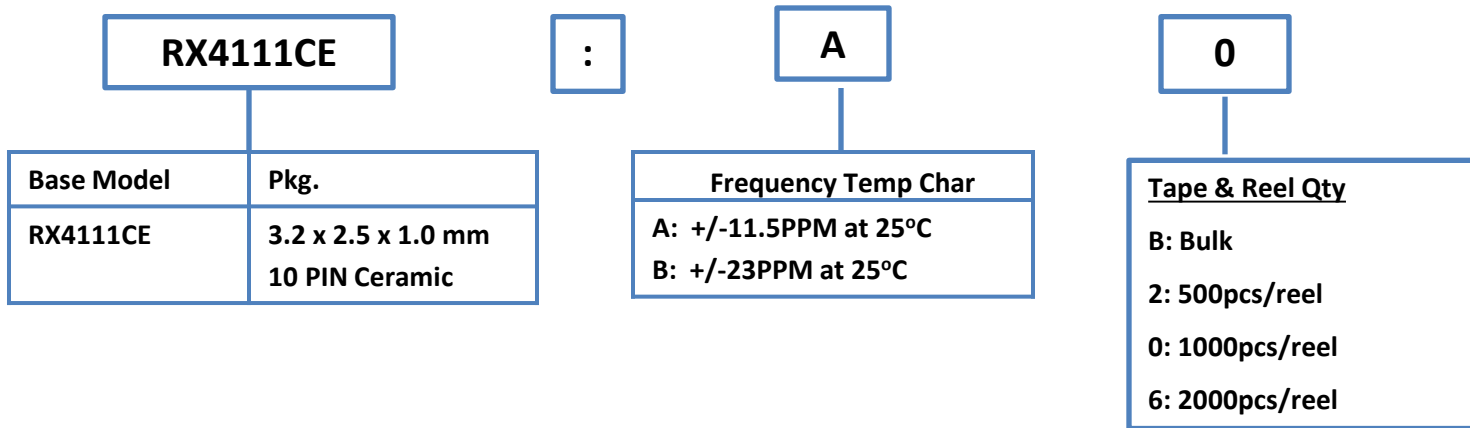 RX4111CE : A 0
Base Model Pkg.
RX4111CE 3.2 x 2.5 x 1.0 mm
10 PIN Ceramic
Frequency Temp Char
A: +/-11.5PPM at 25°C
B: +/-23PPM at 25°C
Tape & Reel Qty
B: Bulk
2: 500pcs/reel
0: 1000pcs/reel
6: 2000pcs/reel